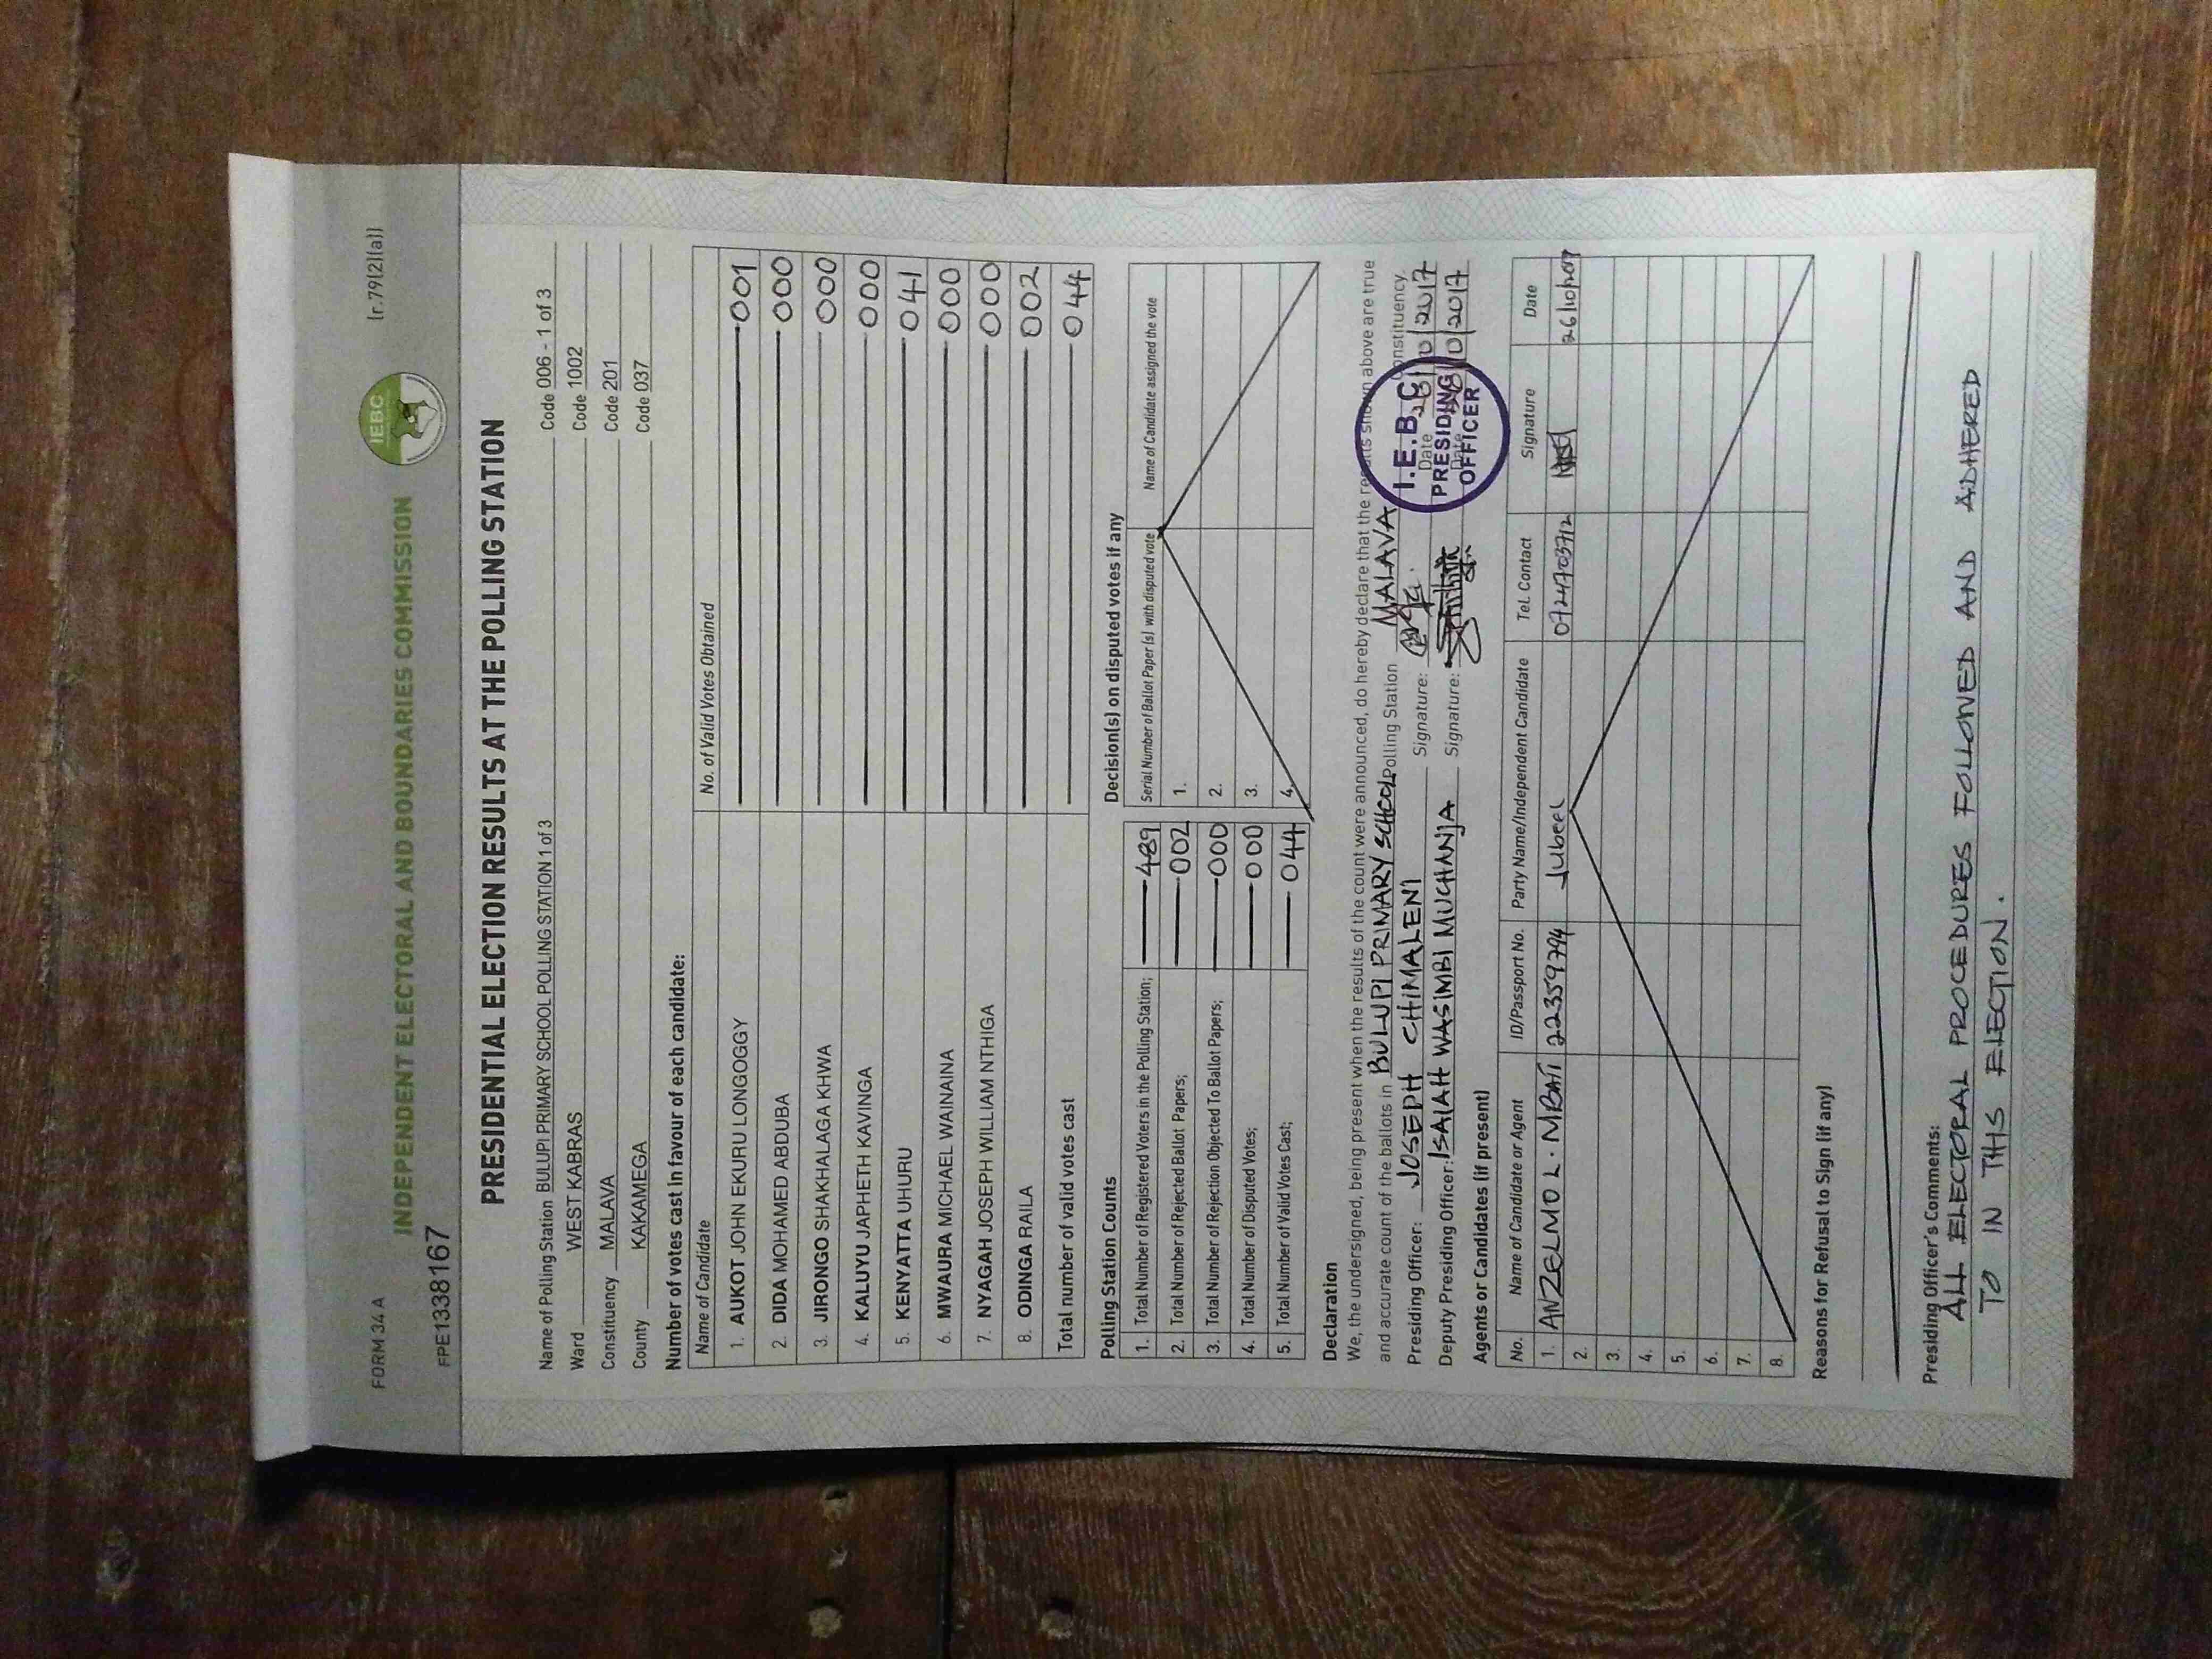 FORM 34 A
(r.79(2)(a))
IEBC
INDEPENDENT ELECTORAL AND BOUNDARIES COMMISSION
FPE1338167
PRESIDENTIAL ELECTION RESULTS AT THE POLLING STATION
Name of Polling Station BULUPI PRIMARY SCHOOL POLLING STATION 1 of 3 Code 006 - 1 of 3
Ward WEST KABRAS Code 1002
Constituency MALAVA Code 201
County KAKAMEGA Code 037
Number of votes cast in favour of each candidate:
Name of Candidate No. of Valid Votes Obtained
1. AUKOT JOHN EKURU LONGOGGY 001
2. DIDA MOHAMED ABDUBA 000
3. JIRONGO SHAKHALAGA KHWA 000
4. KALUYU JAPHETH KAVINGA 000
5. KENYATTA UHURU 041
6. MWAURA MICHAEL WAINAINA 000
7. NYAGAH JOSEPH WILLIAM NTHIGA 000
8. ODINGA RAILA 002
Total number of valid votes cast 044
Polling Station Counts
1. Total Number of Registered Voters in the Polling Station; 489
2. Total Number of Rejected Ballot Papers; 002
3. Total Number of Rejection Objected To Ballot Papers; 000
4. Total Number of Disputed Votes; 000
5. Total Number of Valid Votes Cast; 044
Decision(s) on disputed votes if any
Serial Number of Ballot Paper (s) with disputed vote Name of Candidate assigned the vote
1.
2.
3.
4.
Declaration
We, the undersigned, being present when the results of the count were announced, do hereby declare that the results shown above are true
and accurate count of the ballots in BULUPI PRIMARY SCHOOL Polling Station MALAVA Constituency.
Presiding Officer: JOSEPH CHIMALENI Signature: Date 26/10/2017
Deputy Presiding Officer: ISAIAH WASIMBI MUCHANJA Signature: Date /10/2017
I.E.B.C
PRESIDING
OFFICER
Agents or Candidates (if present)
No. Name of Candidate or Agent ID/Passport No. Party Name/Independent Candidate Tel. Contact Signature Date
1. ANZELMO L. MBATI 22359794 Jubeel 0724703712 26/10/2017
2.
3.
4.
5.
6.
7.
8.
Reasons for Refusal to Sign (if any)
Presiding Officer's Comments:
ALL ELECTORAL PROCEDURES FOLLOWED AND ADHERED
TO IN THIS ELECTION.